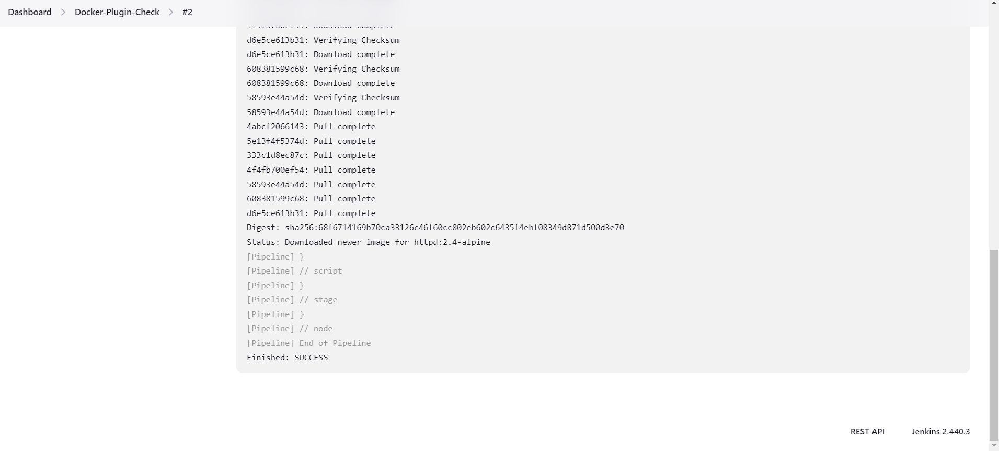 Dashboard > Docker-Plugin-Check > #2
4f4fb700ef54: Download complete
d6e5ce613b31: Verifying Checksum
d6e5ce613b31: Download complete
608381599c68: Verifying Checksum
608381599c68: Download complete
58593e44a54d: Verifying Checksum
58593e44a54d: Download complete
4abcf2066143: Pull complete
5e13f4f5374d: Pull complete
333c1d8ec87c: Pull complete
4f4fb700ef54: Pull complete
58593e44a54d: Pull complete
608381599c68: Pull complete
d6e5ce613b31: Pull complete
Digest: sha256:68f6714169b70ca33126c46f60cc802eb602c6435f4ebf08349d871d500d3e70
Status: Downloaded newer image for httpd:2.4-alpine
[Pipeline] }
[Pipeline] // script
[Pipeline] }
[Pipeline] // stage
[Pipeline] }
[Pipeline] // node
[Pipeline] End of Pipeline
Finished: SUCCESS
REST API Jenkins 2.440.3